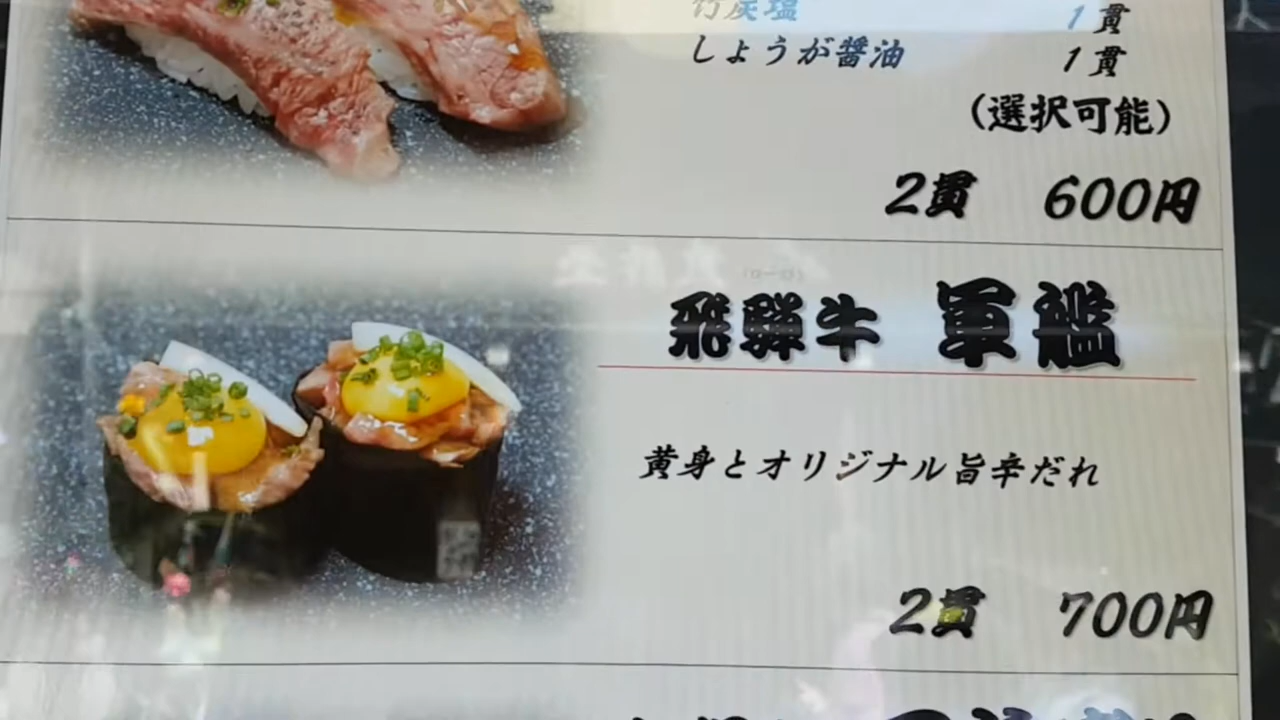 竹炭塩 1貫
しょうが醤油 1貫
(選択可能)
2貫 600円
飛騨牛 軍艦
黄身とオリジナル旨辛だれ
2貫 700円